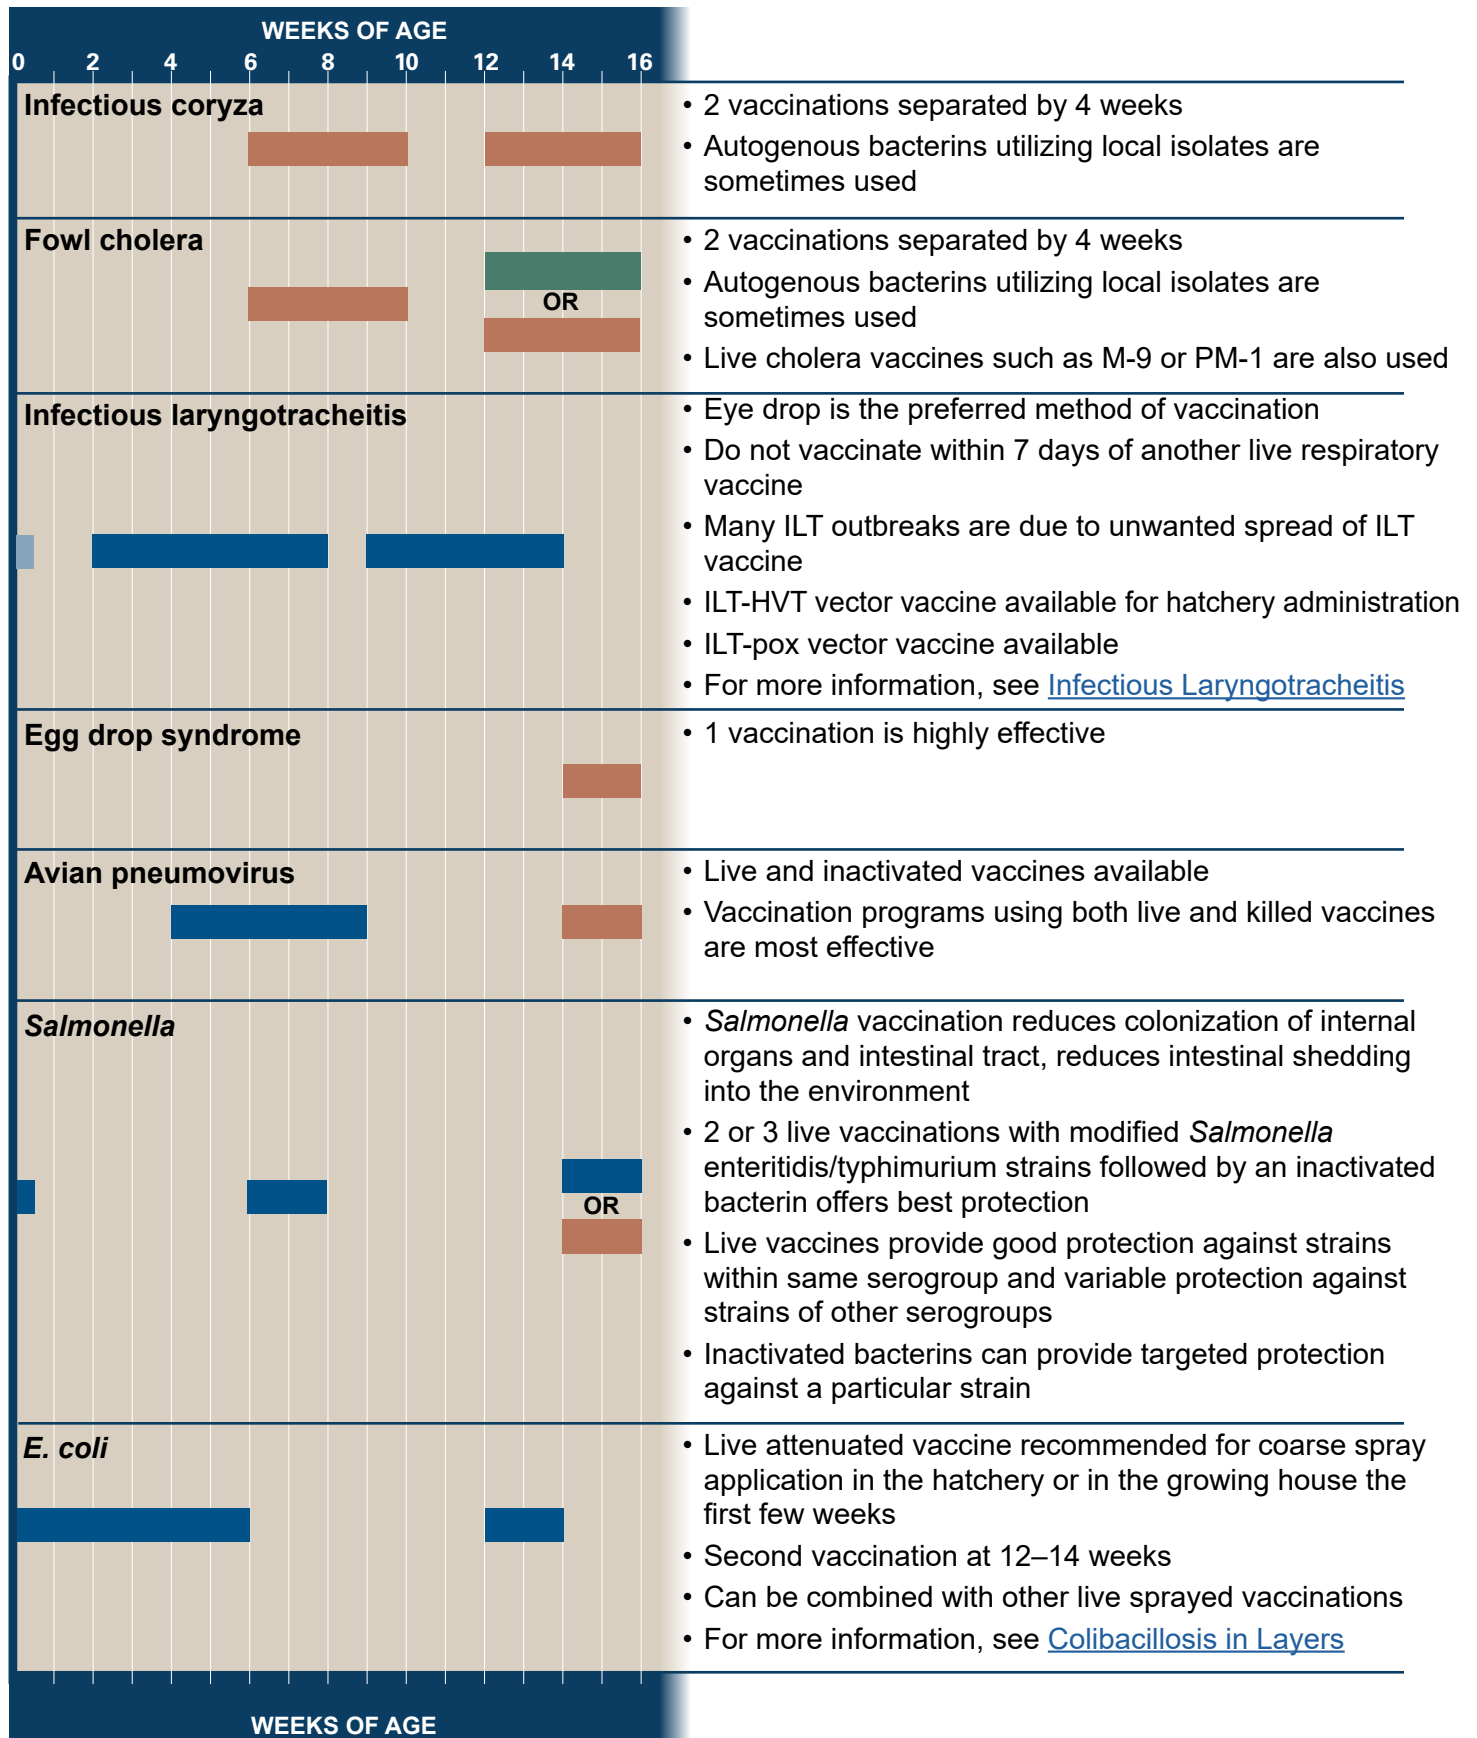 WEEKS OF AGE
0 2 4 6 8 10 12 14 16
Infectious coryza
• 2 vaccinations separated by 4 weeks
• Autogenous bacterins utilizing local isolates are
sometimes used
Fowl cholera
OR
• 2 vaccinations separated by 4 weeks
• Autogenous bacterins utilizing local isolates are
sometimes used
• Live cholera vaccines such as M-9 or PM-1 are also used
Infectious laryngotracheitis
• Eye drop is the preferred method of vaccination
• Do not vaccinate within 7 days of another live respiratory
vaccine
• Many ILT outbreaks are due to unwanted spread of ILT
vaccine
• ILT-HVT vector vaccine available for hatchery administration
• ILT-pox vector vaccine available
• For more information, see Infectious Laryngotracheitis
Egg drop syndrome
• 1 vaccination is highly effective
Avian pneumovirus
• Live and inactivated vaccines available
• Vaccination programs using both live and killed vaccines
are most effective
Salmonella
OR
• Salmonella vaccination reduces colonization of internal
organs and intestinal tract, reduces intestinal shedding
into the environment
• 2 or 3 live vaccinations with modified Salmonella
enteritidis/typhimurium strains followed by an inactivated
bacterin offers best protection
• Live vaccines provide good protection against strains
within same serogroup and variable protection against
strains of other serogroups
• Inactivated bacterins can provide targeted protection
against a particular strain
E. coli
• Live attenuated vaccine recommended for coarse spray
application in the hatchery or in the growing house the
first few weeks
• Second vaccination at 12–14 weeks
• Can be combined with other live sprayed vaccinations
• For more information, see Colibacillosis in Layers
WEEKS OF AGE